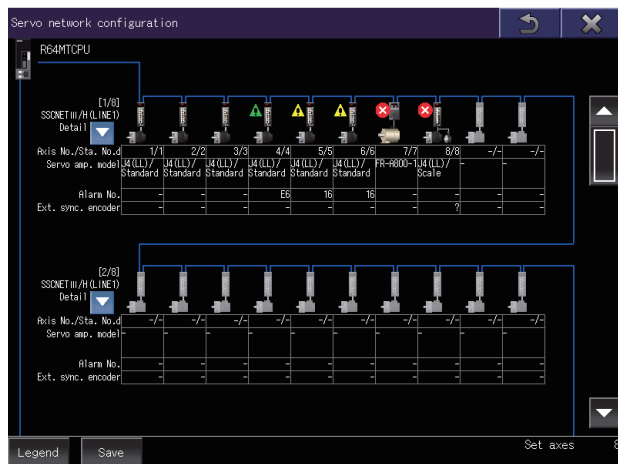 Servo network configuration
R64MTCPU
[1/8]
SSCNETⅢ/H(LINE1)
Detail
Axis No./Sta. No.d 1/1 2/2 3/3 4/4 5/5 6/6 7/7 8/8 -/- -/-
Servo amp. model J4(LL)/ J4(LL)/ J4(LL)/ J4(LL)/ J4(LL)/ J4(LL)/ FR-A800-1 J4(LL)/ - -
Standard Standard Standard Standard Standard Standard Scale
Alarm No. - - - E6 16 16 - - - -
Ext. sync. encoder - - - - - - - ? - -
[2/8]
SSCNETⅢ/H(LINE1)
Detail
Axis No./Sta. No.d -/- -/- -/- -/- -/- -/- -/- -/- -/- -/-
Servo amp. model - - - - - - - - - -
Alarm No. - - - - - - - - - -
Ext. sync. encoder - - - - - - - - - -
Set axes 8
Legend Save